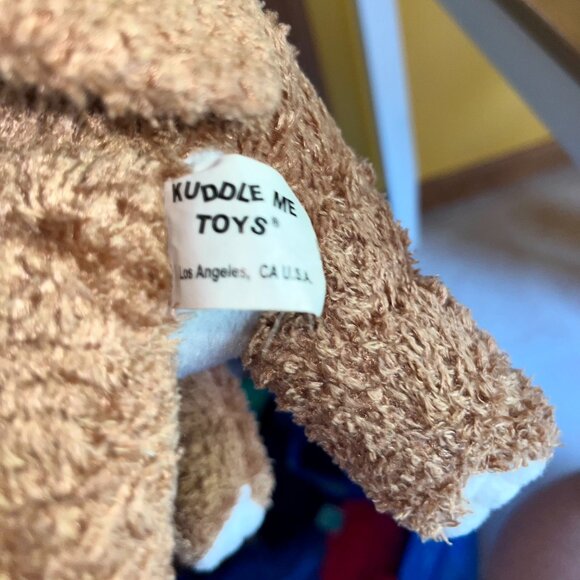 KUDDLE ME
TOYS®
Los Angeles, CA U.S.A.